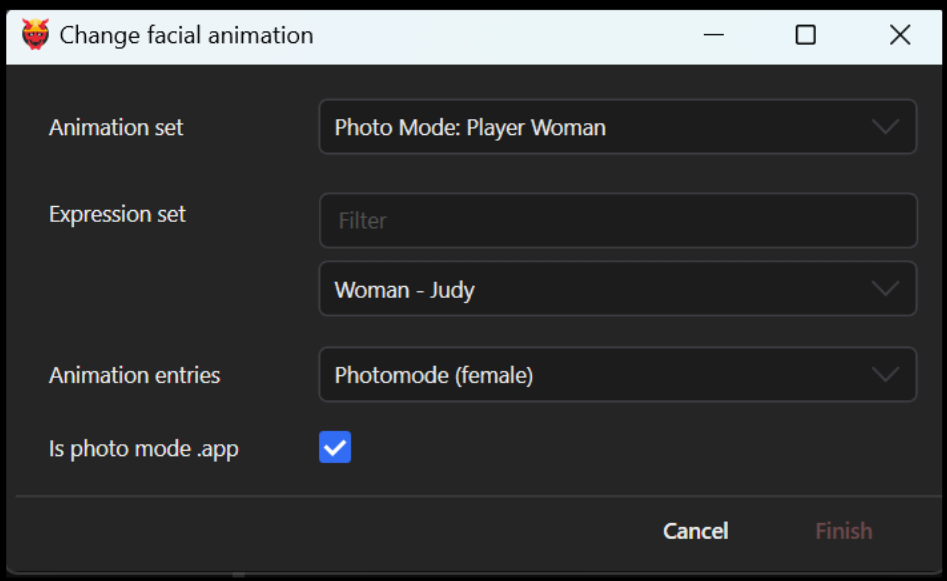 Change facial animation
Animation set
Photo Mode: Player Woman
Expression set
Filter
Woman - Judy
Animation entries
Photomode (female)
Is photo mode .app
Cancel
Finish